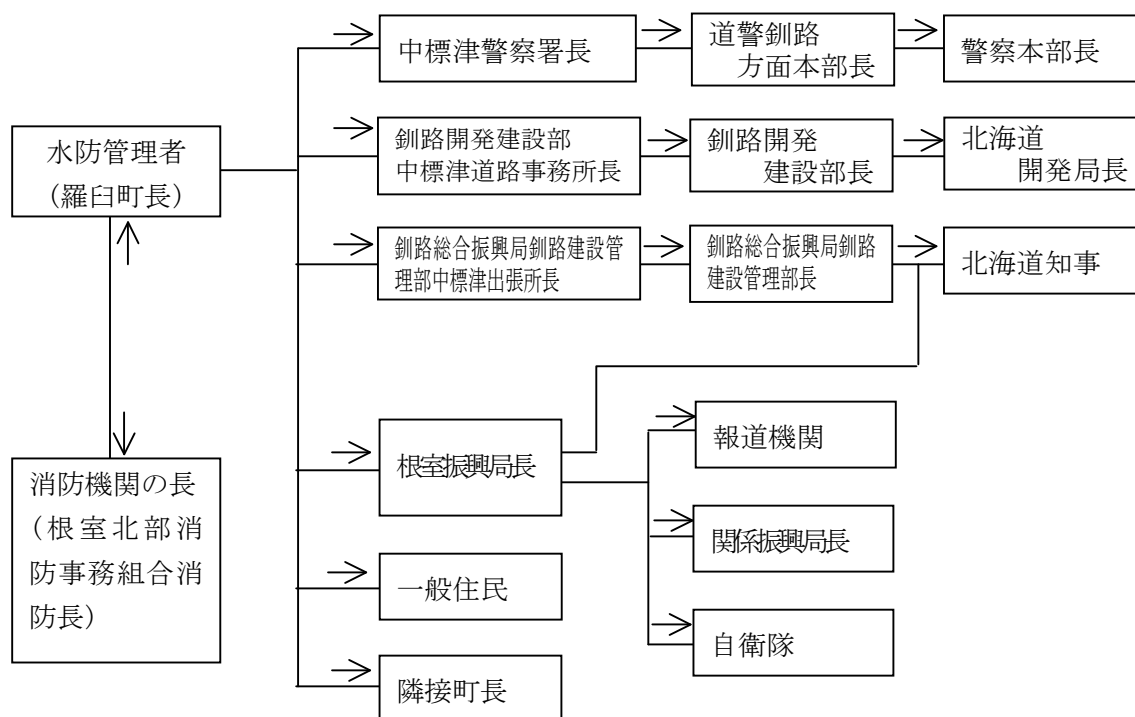 中標津警察署長
道警釧路
方面本部長
警察本部長
水防管理者
(羅臼町長)
釧路開発建設部
中標津道路事務所長
釧路開発
建設部長
北海道
開発局長
釧路総合振興局釧路建設管
理部中標津出張所長
釧路総合振興局釧路
建設管理部長
北海道知事
消防機関の長
(根室北部消
防事務組合消
防長)
根室振興局長
報道機関
関係振興局長
自衛隊
一般住民
隣接町長